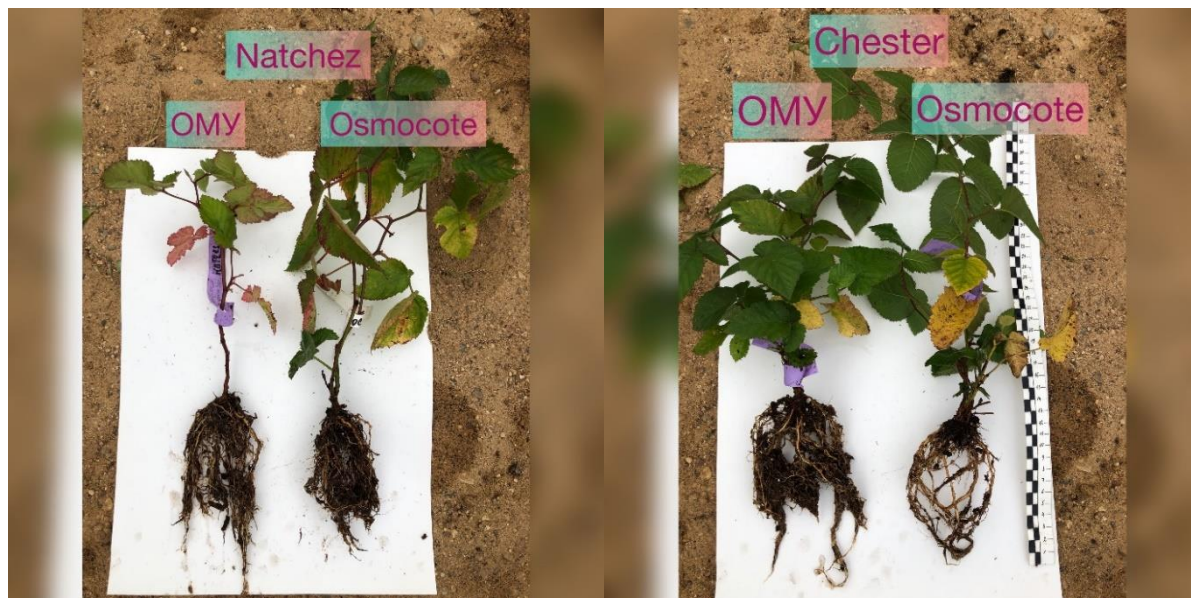 Natchez
ОМУ
Osmocote
Chester
ОМУ
Osmocote